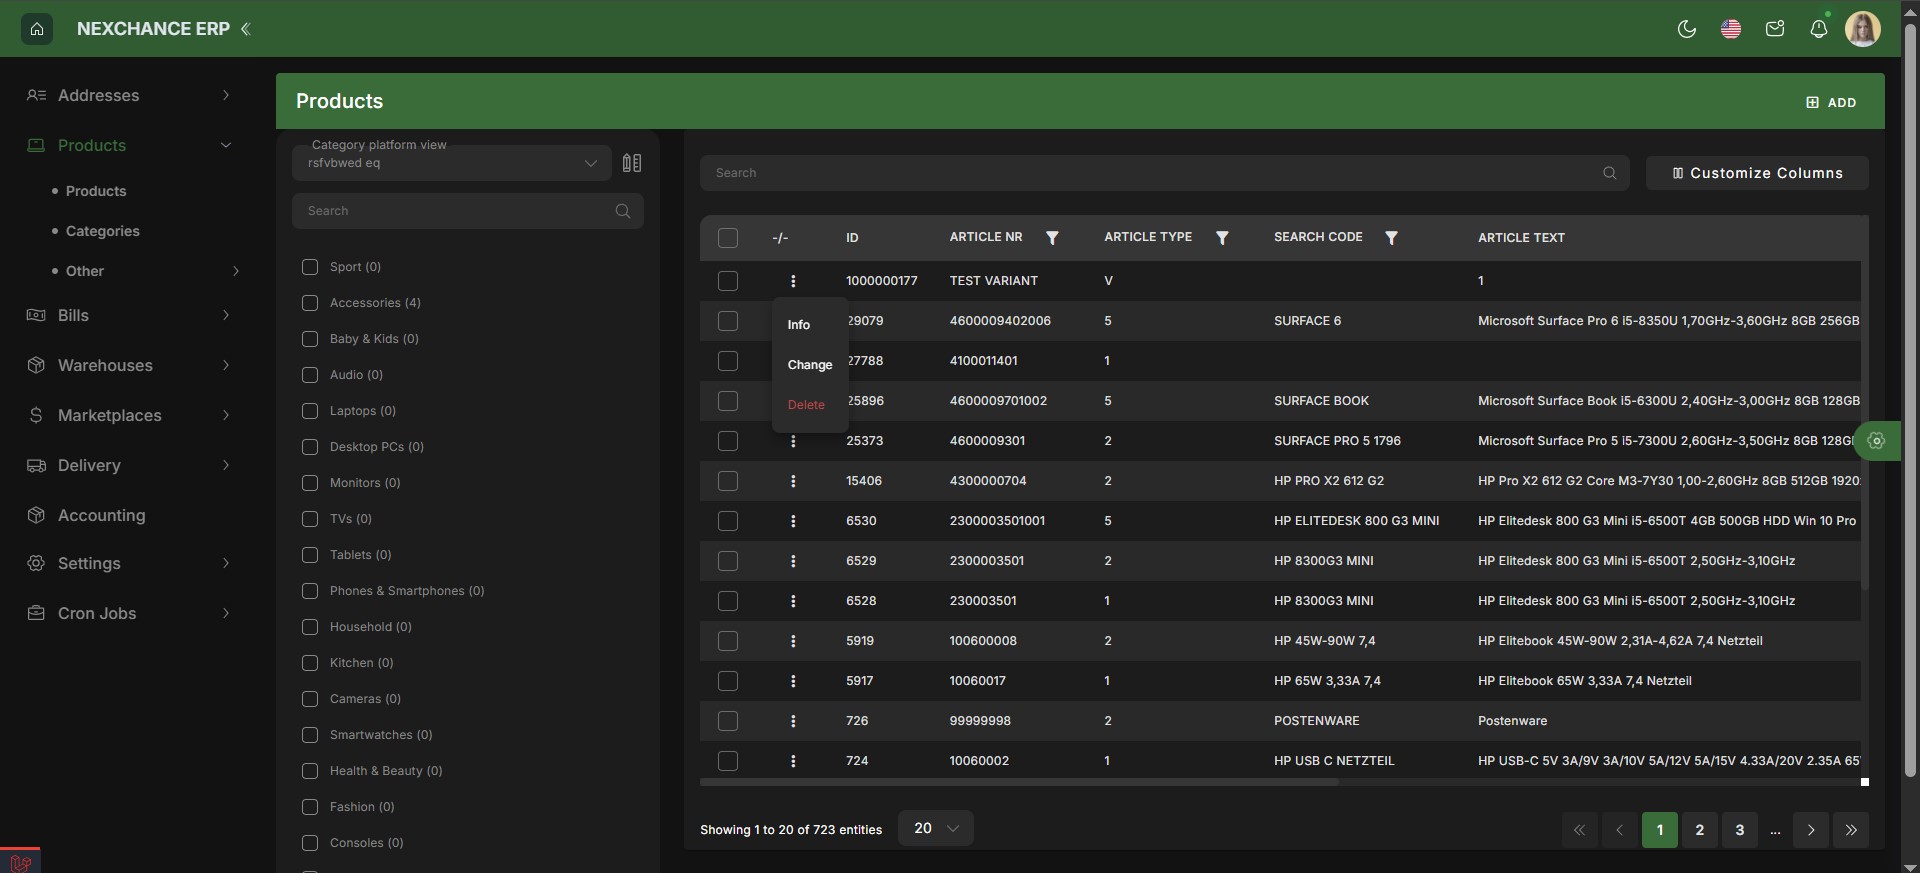 NEXCHANCE ERP
Addresses
Products
Products
Categories
Other
Bills
Warehouses
Marketplaces
Delivery
Accounting
Settings
Cron Jobs
Products
ADD
Category platform view
rsfvbwed eq
Search
Sport (0)
Accessories (4)
Baby & Kids (0)
Audio (0)
Laptops (0)
Desktop PCs (0)
Monitors (0)
TVs (0)
Tablets (0)
Phones & Smartphones (0)
Household (0)
Kitchen (0)
Cameras (0)
Smartwatches (0)
Health & Beauty (0)
Fashion (0)
Consoles (0)
Search
Customize Columns
-/- ID ARTICLE NR ARTICLE TYPE SEARCH CODE ARTICLE TEXT
1000000177 TEST VARIANT V 1
Info
Change
Delete
29079 4600009402006 5 SURFACE 6 Microsoft Surface Pro 6 i5-8350U 1,70GHz-3,60GHz 8GB 256GB
27788 4100011401 1
25896 4600009701002 5 SURFACE BOOK Microsoft Surface Book i5-6300U 2,40GHz-3,00GHz 8GB 128GB
25373 4600009301 2 SURFACE PRO 5 1796 Microsoft Surface Pro 5 i5-7300U 2,60GHz-3,50GHz 8GB 128G
15406 4300000704 2 HP PRO X2 612 G2 HP Pro X2 612 G2 Core M3-7Y30 1,00-2,60GHz 8GB 512GB 1920
6530 2300003501001 5 HP ELITEDESK 800 G3 MINI HP Elitedesk 800 G3 Mini i5-6500T 4GB 500GB HDD Win 10 Pro
6529 2300003501 2 HP 8300G3 MINI HP Elitedesk 800 G3 Mini i5-6500T 2,50GHz-3,10GHz
6528 230003501 1 HP 8300G3 MINI HP Elitedesk 800 G3 Mini i5-6500T 2,50GHz-3,10GHz
5919 100600008 2 HP 45W-90W 7,4 HP Elitebook 45W-90W 2,31A-4,62A 7,4 Netzteil
5917 10060017 1 HP 65W 3,33A 7,4 HP Elitebook 65W 3,33A 7,4 Netzteil
726 99999998 2 POSTENWARE Postenware
724 10060002 1 HP USB C NETZTEIL HP USB-C 5V 3A/9V 3A/10V 5A/12V 5A/15V 4.33A/20V 2.35A 65
Showing 1 to 20 of 723 entities 20
1 2 3 ...